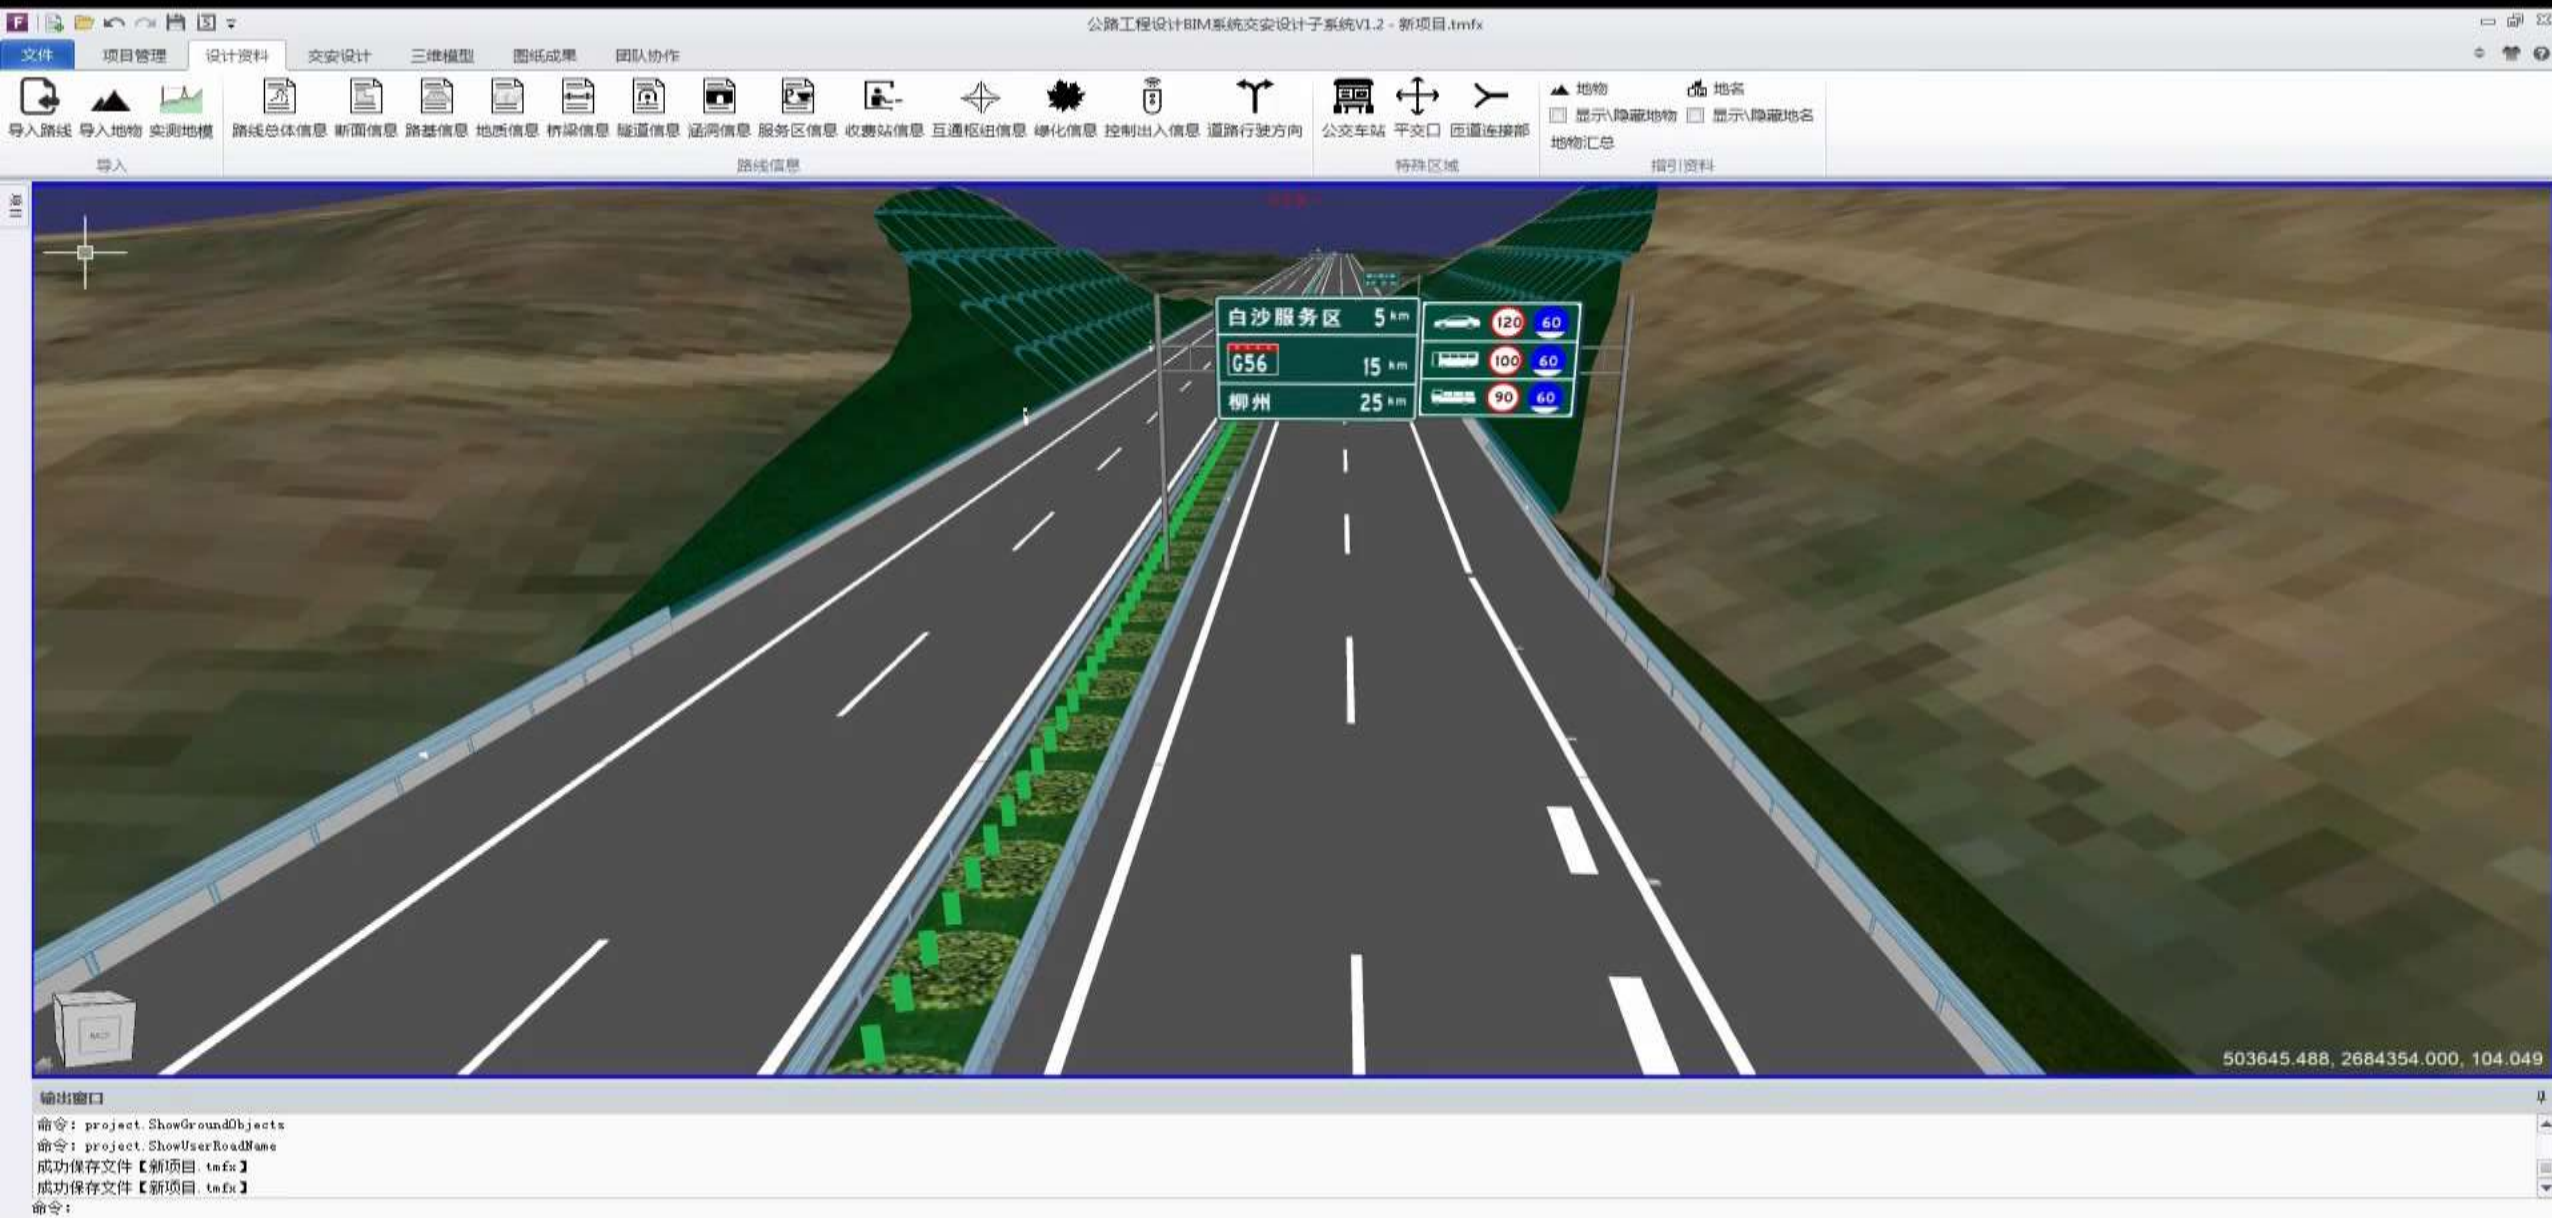 公路工程设计BIM系统交安设计子系统V1.2 - 新项目.tmfx
文件 项目管理 设计资料 交安设计 三维模型 图纸成果 团队协作
导入路线 导入地物 实测地模 路线总体信息 断面信息 路基信息 地质信息 桥梁信息 隧道信息 涵洞信息 服务区信息 收费站信息 互通枢纽信息 绿化信息 控制出入信息 道路行驶方向 公交车站 平交口 匝道连接部
地物 地名
显示\隐藏地物 显示\隐藏地名
地物汇总
导入 路线信息 特殊区域 指引资料
白沙服务区 5 km
G56 15 km
柳州 25 km
120 60
100 60
90 60
503645.488, 2684354.000, 104.049
输出窗口
命令: project.ShowGroundObjects
命令: project.ShowUserRoadName
成功保存文件【新项目.tmfx】
成功保存文件【新项目.tmfx】
命令: